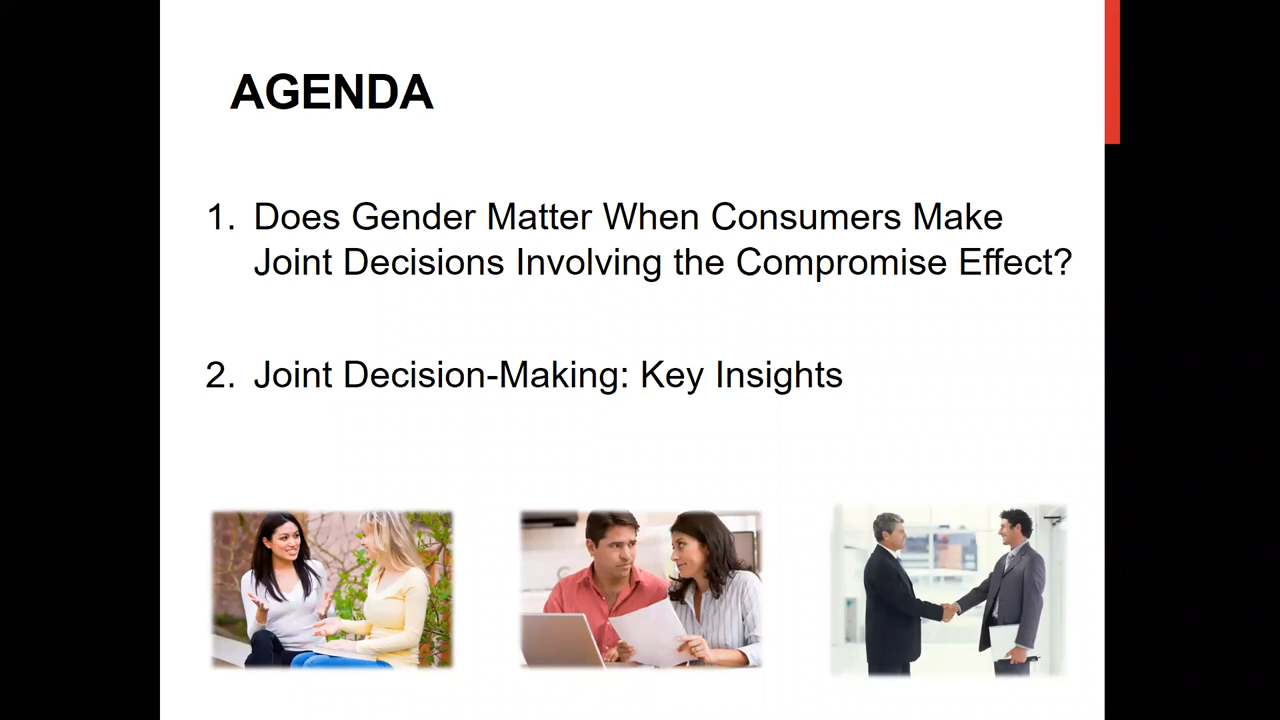 AGENDA
1. Does Gender Matter When Consumers Make
Joint Decisions Involving the Compromise Effect?
2. Joint Decision-Making: Key Insights